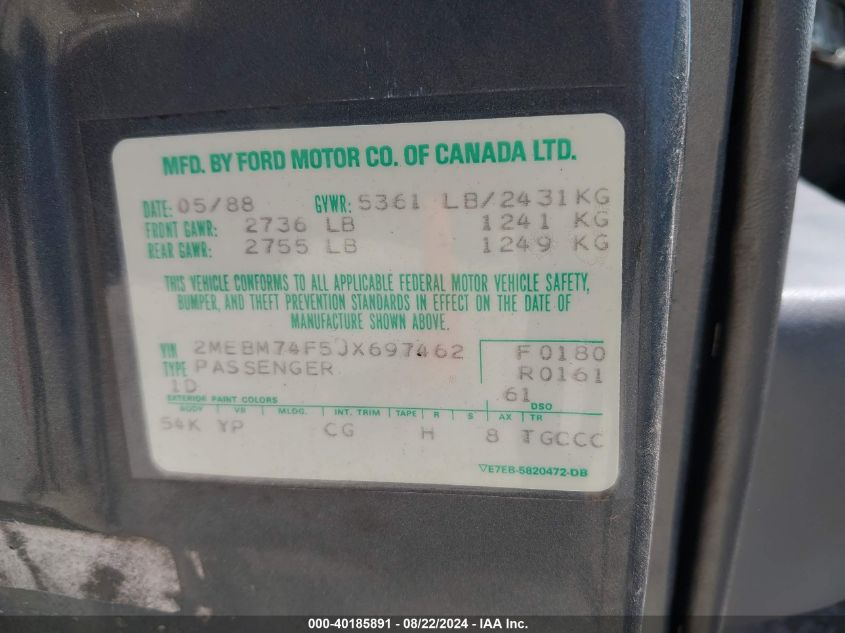 MFD. BY FORD MOTOR CO. OF CANADA LTD.
DATE: 05/88 GVWR: 5361 LB/2431KG
FRONT GAWR: 2736 LB 1241 KG
REAR GAWR: 2755 LB 1249 KG
THIS VEHICLE CONFORMS TO ALL APPLICABLE FEDERAL MOTOR VEHICLE SAFETY,
BUMPER, AND THEFT PREVENTION STANDARDS IN EFFECT ON THE DATE OF
MANUFACTURE SHOWN ABOVE.
VIN 2MEBM74F5JX697462 F0180
TYPE PASSENGER R0161
1D 61
EXTERIOR PAINT COLORS DSO
BODY VR MLDG. INT. TRIM TAPE R S AX TR
54K YP CG H 8 TGCCC
▽E7EB-5820472-DB
000-40185891 - 08/22/2024 - IAA Inc.